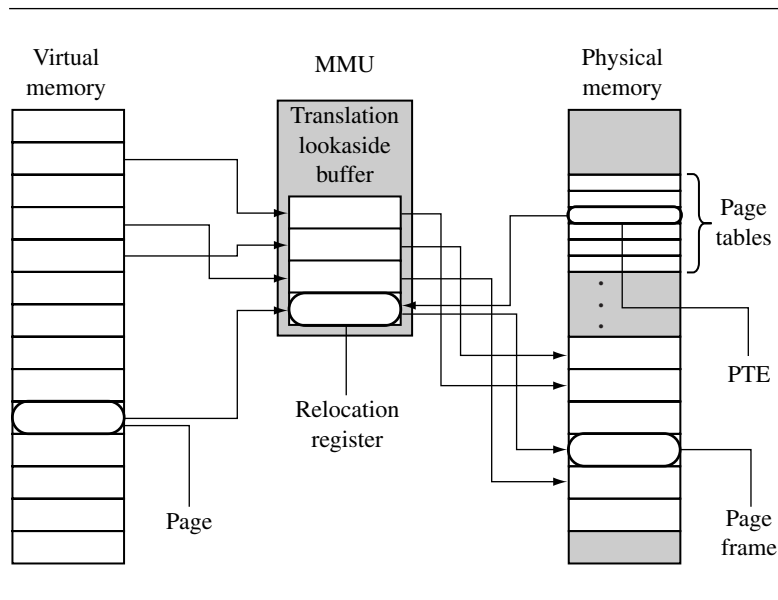 Virtual
memory
MMU
Physical
memory
Translation
lookaside
buffer
Page
tables
PTE
Relocation
register
Page
Page
frame